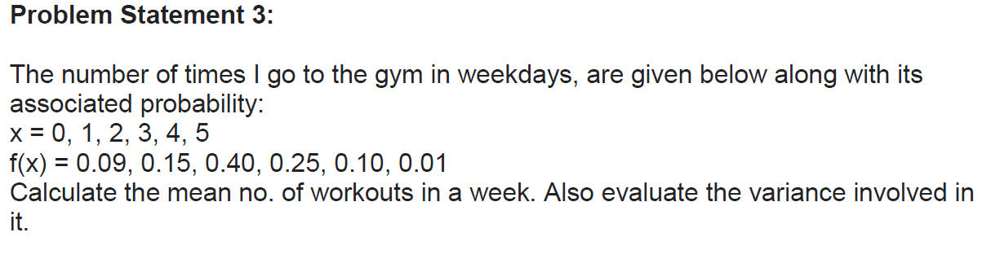 Problem Statement 3:
The number of times I go to the gym in weekdays, are given below along with its
associated probability:
x = 0, 1, 2, 3, 4, 5
f(x) = 0.09, 0.15, 0.40, 0.25, 0.10, 0.01
Calculate the mean no. of workouts in a week. Also evaluate the variance involved in
it.